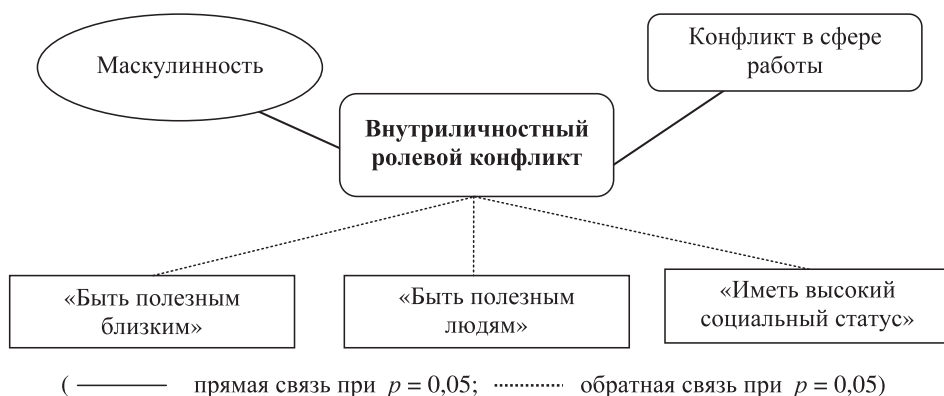 Маскулинность
Конфликт в сфере
работы
Внутриличностный
ролевой конфликт
«Быть полезным
близким»
«Быть полезным
людям»
«Иметь высокий
социальный статус»
( прямая связь при p = 0,05; обратная связь при p = 0,05)